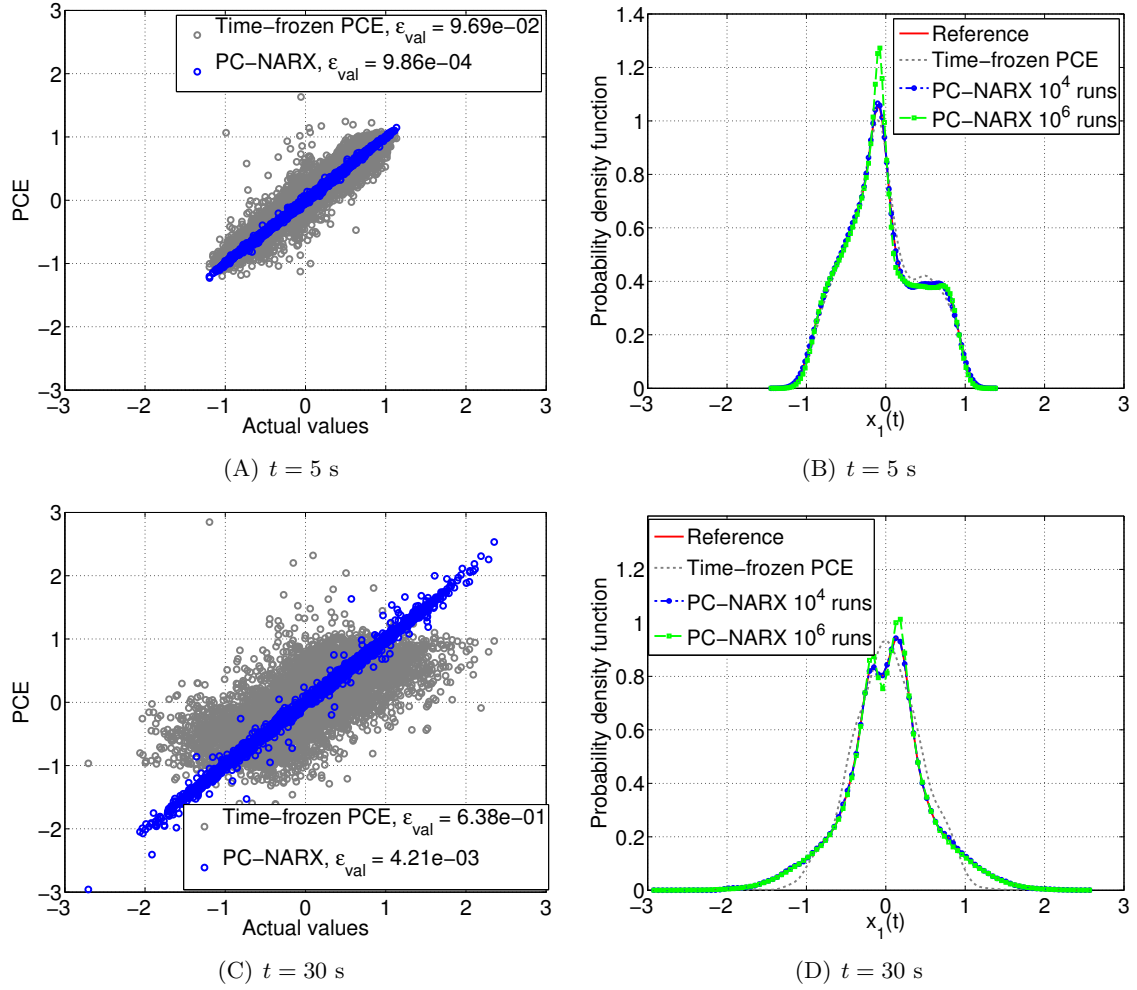 Time−frozen PCE, ε_val = 9.69e−02
PC−NARX, ε_val = 9.86e−04
3
2
1
0
−1
−2
−3
PCE
−3 −2 −1 0 1 2 3
Actual values
(A) t = 5 s
Reference
Time−frozen PCE
PC−NARX 10^4 runs
PC−NARX 10^6 runs
1.4
1.2
1
0.8
0.6
0.4
0.2
0
Probability density function
−3 −2 −1 0 1 2 3
x_1(t)
(B) t = 5 s
3
2
1
0
−1
−2
−3
PCE
Time−frozen PCE, ε_val = 6.38e−01
PC−NARX, ε_val = 4.21e−03
−3 −2 −1 0 1 2 3
Actual values
(C) t = 30 s
Reference
Time−frozen PCE
PC−NARX 10^4 runs
PC−NARX 10^6 runs
1.2
1
0.8
0.6
0.4
0.2
0
Probability density function
−3 −2 −1 0 1 2 3
x_1(t)
(D) t = 30 s